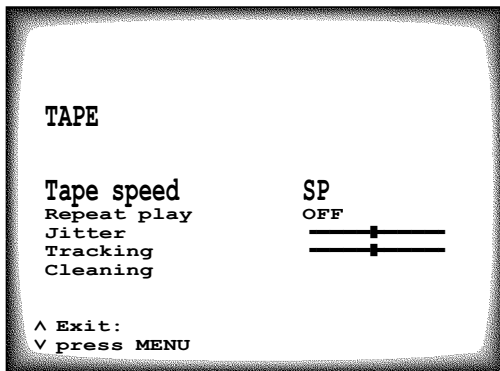 TAPE
Tape speed SP
Repeat play OFF
Jitter
Tracking
Cleaning
∧ Exit:
∨ press MENU